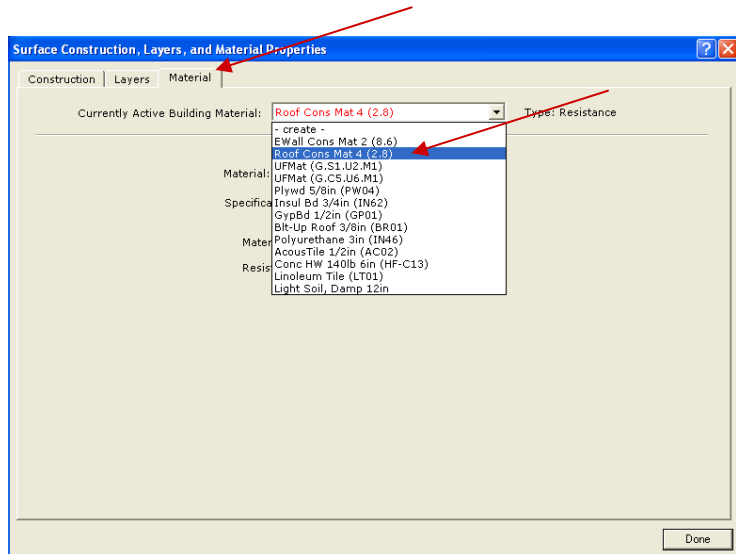 Surface Construction, Layers, and Material Properties
Construction Layers Material
Currently Active Building Material: Roof Cons Mat 4 (2.8) Type: Resistance
- create -
EWall Cons Mat 2 (8.6)
Roof Cons Mat 4 (2.8)
Material: UFMat (G.S1.U2.M1)
UFMat (G.C5.U6.M1)
Plywd 5/8in (PW04)
Specifica Insul Bd 3/4in (IN62)
GypBd 1/2in (GP01)
Blt-Up Roof 3/8in (BR01)
Mater Polyurethane 3in (IN46)
AcousTile 1/2in (AC02)
Resis Conc HW 140lb 6in (HF-C13)
Linoleum Tile (LT01)
Light Soil, Damp 12in
Done